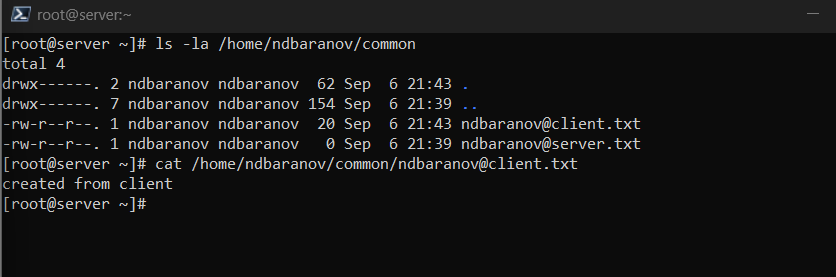 root@server:~
[root@server ~]# ls -la /home/ndbaranov/common
total 4
drwx------. 2 ndbaranov ndbaranov  62 Sep  6 21:43 .
drwx------. 7 ndbaranov ndbaranov 154 Sep  6 21:39 ..
-rw-r--r--. 1 ndbaranov ndbaranov  20 Sep  6 21:43 ndbaranov@client.txt
-rw-r--r--. 1 ndbaranov ndbaranov   0 Sep  6 21:39 ndbaranov@server.txt
[root@server ~]# cat /home/ndbaranov/common/ndbaranov@client.txt
created from client
[root@server ~]#